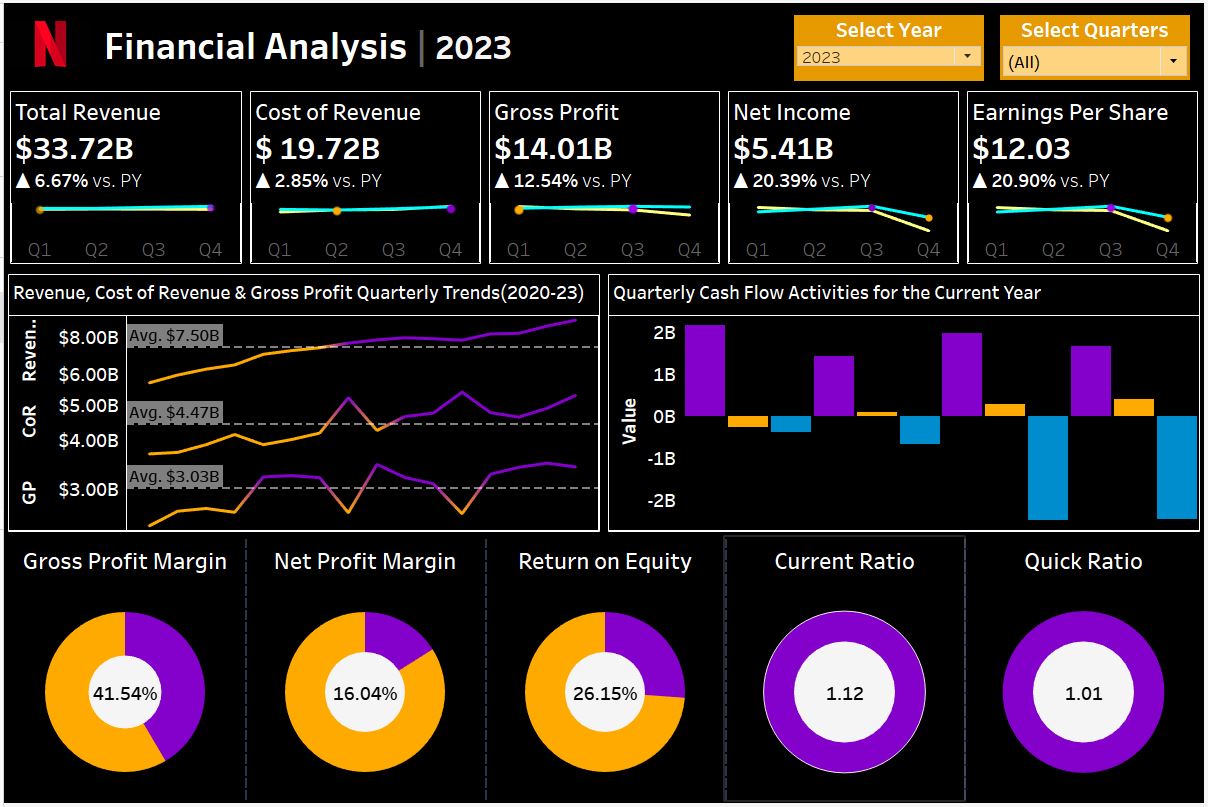 N
Financial Analysis | 2023
Select Year
2023
Select Quarters
(All)
Total Revenue
$33.72B
▲ 6.67% vs. PY
Q1 Q2 Q3 Q4
Cost of Revenue
$ 19.72B
▲ 2.85% vs. PY
Q1 Q2 Q3 Q4
Gross Profit
$14.01B
▲ 12.54% vs. PY
Q1 Q2 Q3 Q4
Net Income
$5.41B
▲ 20.39% vs. PY
Q1 Q2 Q3 Q4
Earnings Per Share
$12.03
▲ 20.90% vs. PY
Q1 Q2 Q3 Q4
Revenue, Cost of Revenue & Gross Profit Quarterly Trends(2020-23)
Reven..
$8.00B
$6.00B
Avg. $7.50B
CoR
$5.00B
$4.00B
Avg. $4.47B
GP
$3.00B
Avg. $3.03B
Quarterly Cash Flow Activities for the Current Year
Value
2B
1B
0B
-1B
-2B
Gross Profit Margin
41.54%
Net Profit Margin
16.04%
Return on Equity
26.15%
Current Ratio
1.12
Quick Ratio
1.01